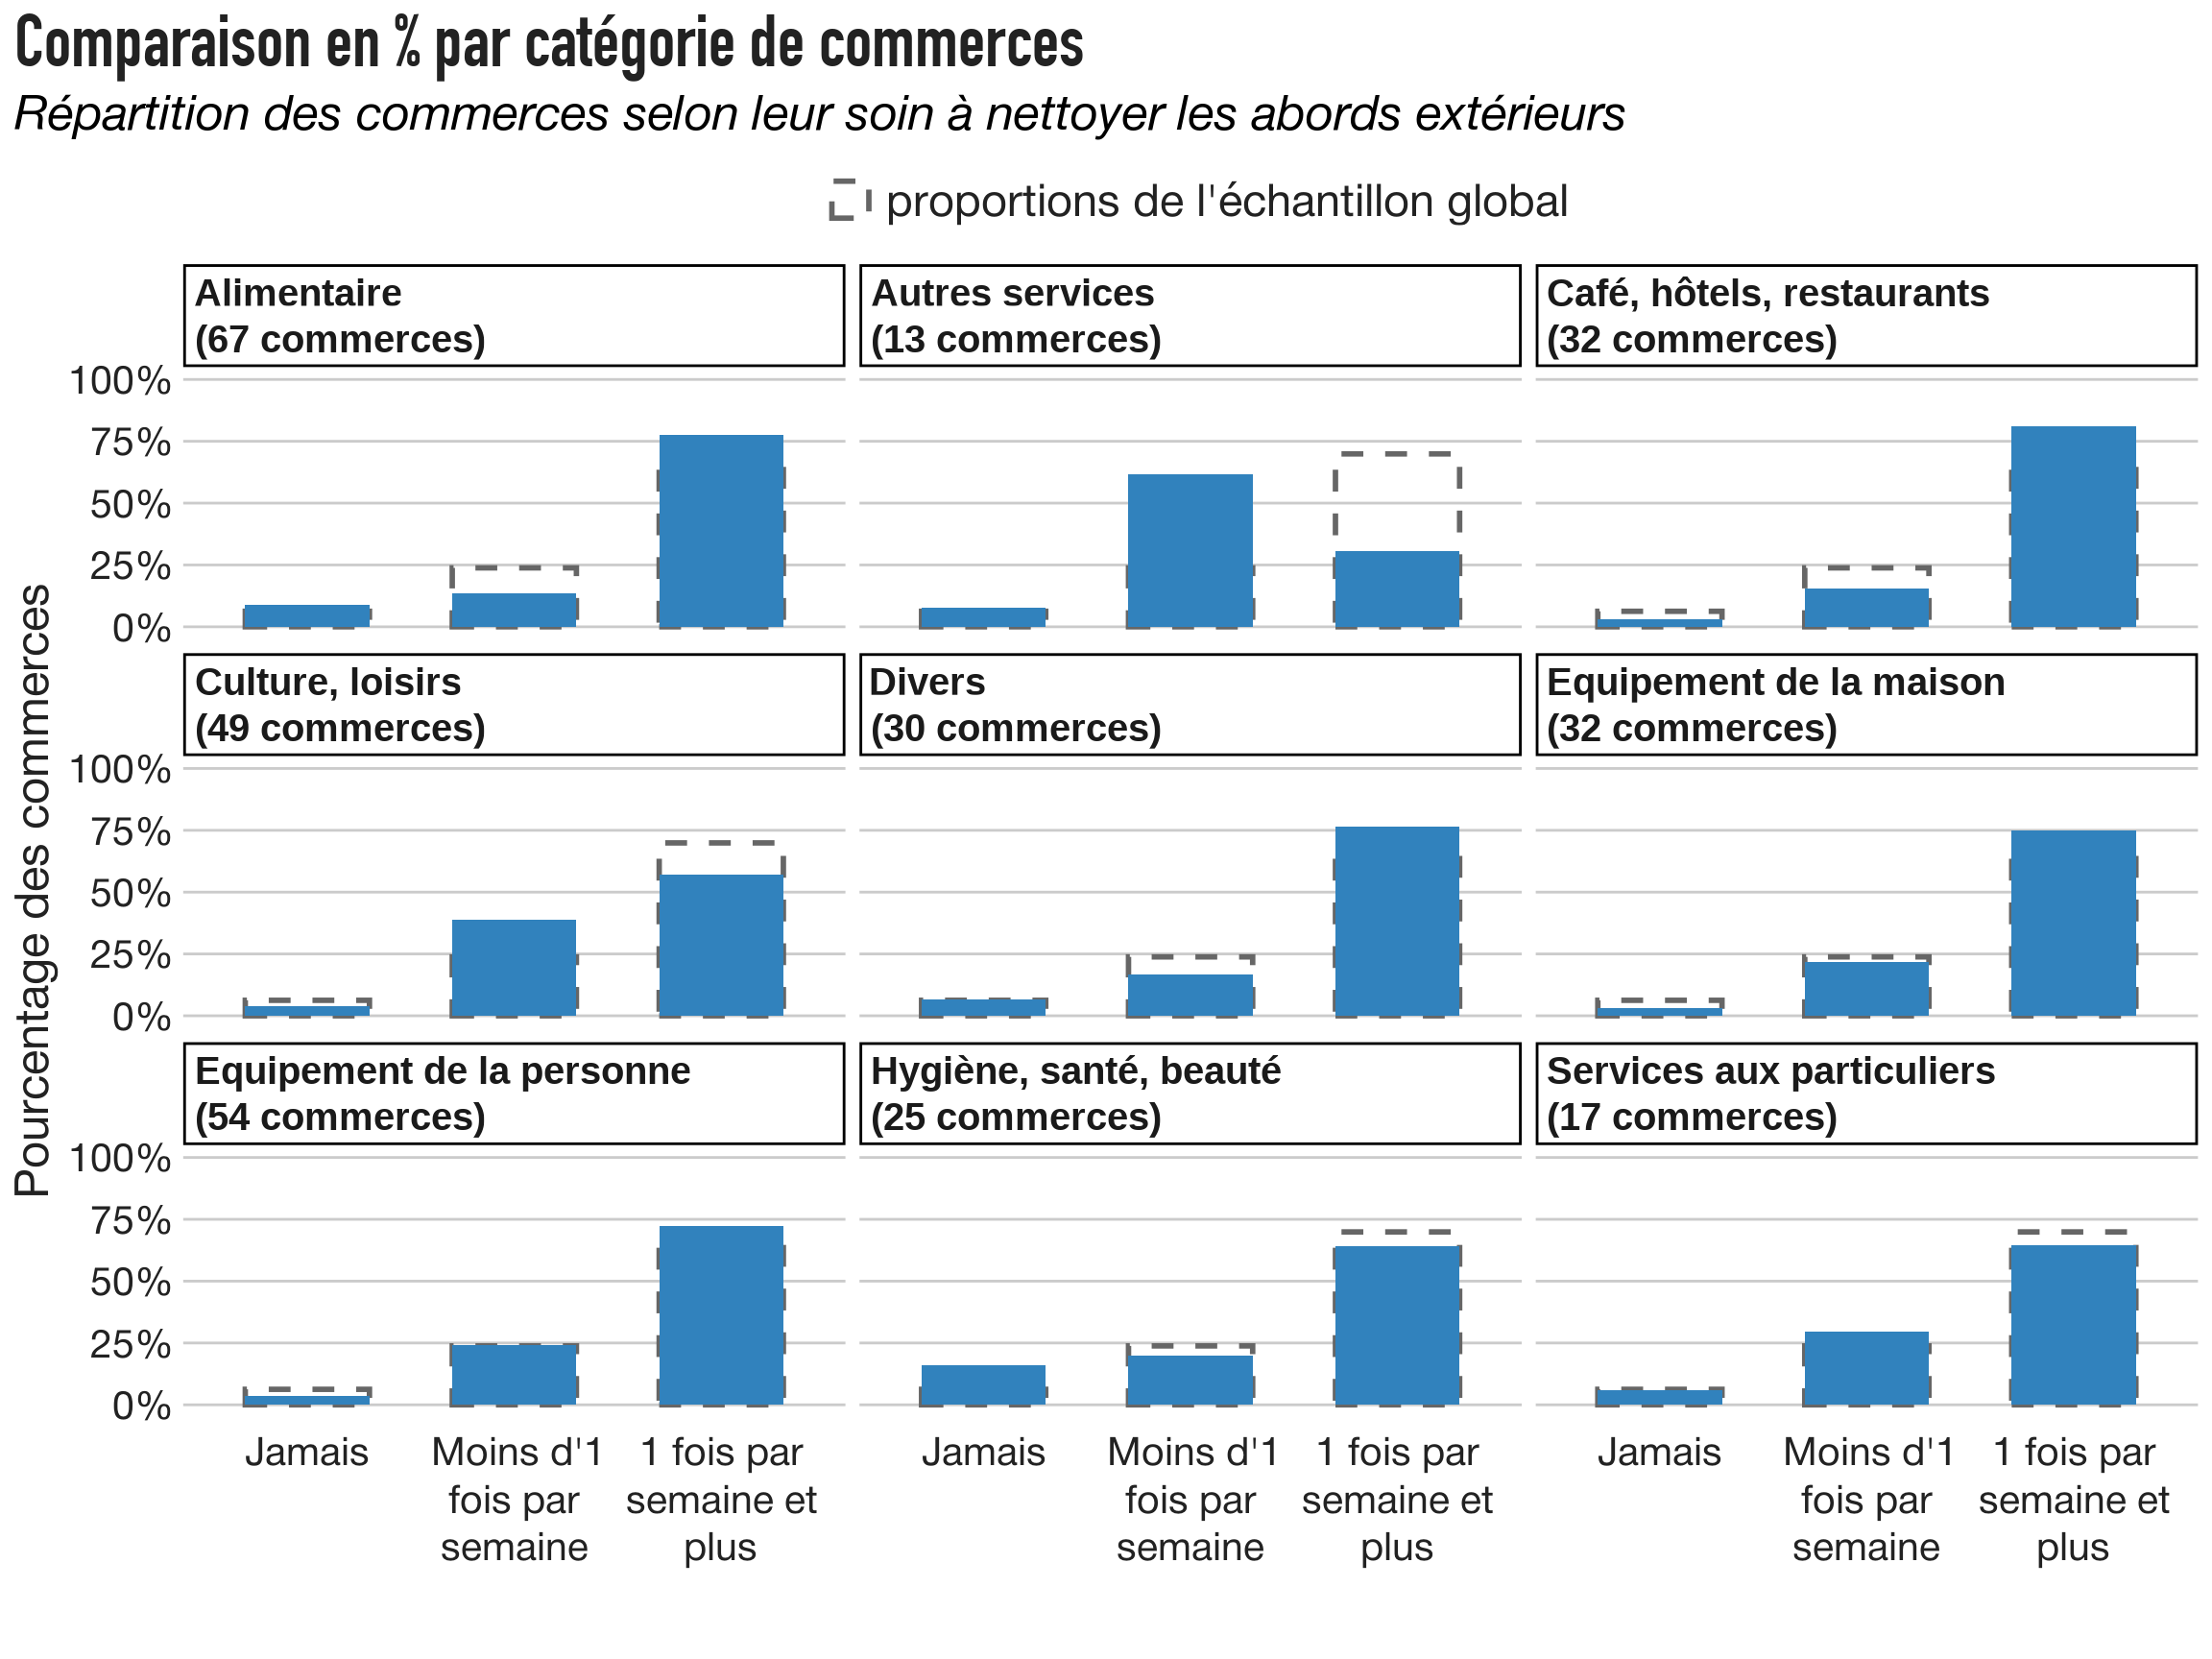 Comparaison en % par catégorie de commerces
Répartition des commerces selon leur soin à nettoyer les abords extérieurs
proportions de l'échantillon global
Pourcentage des commerces
Alimentaire
(67 commerces)
Autres services
(13 commerces)
Café, hôtels, restaurants
(32 commerces)
100%
75%
50%
25%
0%
Culture, loisirs
(49 commerces)
Divers
(30 commerces)
Equipement de la maison
(32 commerces)
100%
75%
50%
25%
0%
Equipement de la personne
(54 commerces)
Hygiène, santé, beauté
(25 commerces)
Services aux particuliers
(17 commerces)
100%
75%
50%
25%
0%
Jamais
Moins d'1
fois par
semaine
1 fois par
semaine et
plus
Jamais
Moins d'1
fois par
semaine
1 fois par
semaine et
plus
Jamais
Moins d'1
fois par
semaine
1 fois par
semaine et
plus